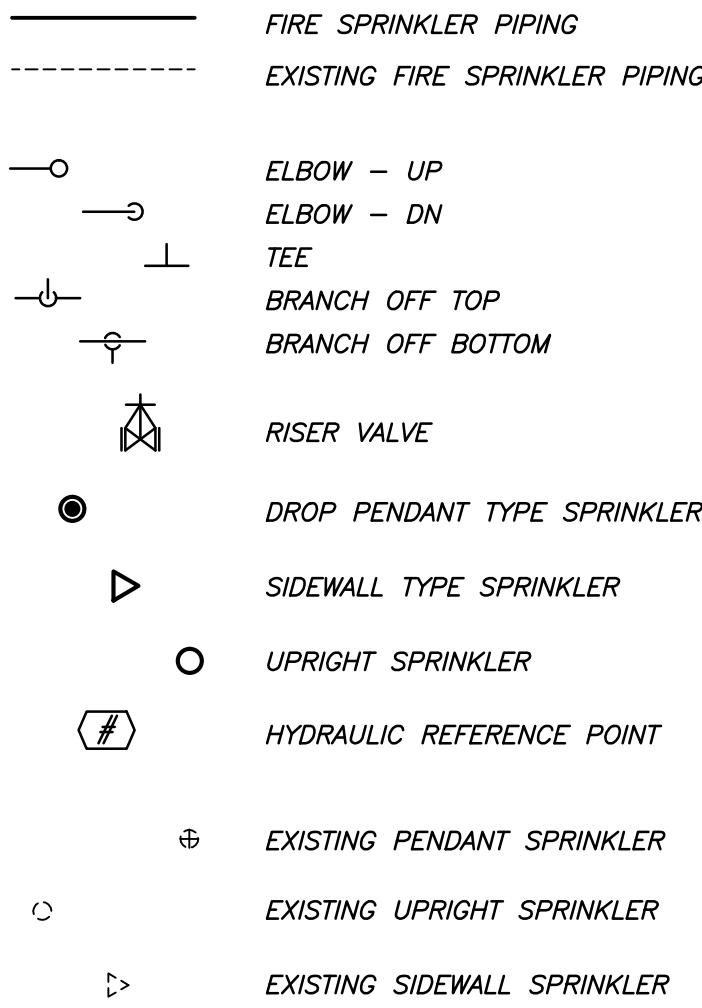 FIRE SPRINKLER PIPING
EXISTING FIRE SPRINKLER PIPING
ELBOW – UP
ELBOW – DN
TEE
BRANCH OFF TOP
BRANCH OFF BOTTOM
RISER VALVE
DROP PENDANT TYPE SPRINKLER
SIDEWALL TYPE SPRINKLER
UPRIGHT SPRINKLER
# HYDRAULIC REFERENCE POINT
EXISTING PENDANT SPRINKLER
EXISTING UPRIGHT SPRINKLER
EXISTING SIDEWALL SPRINKLER